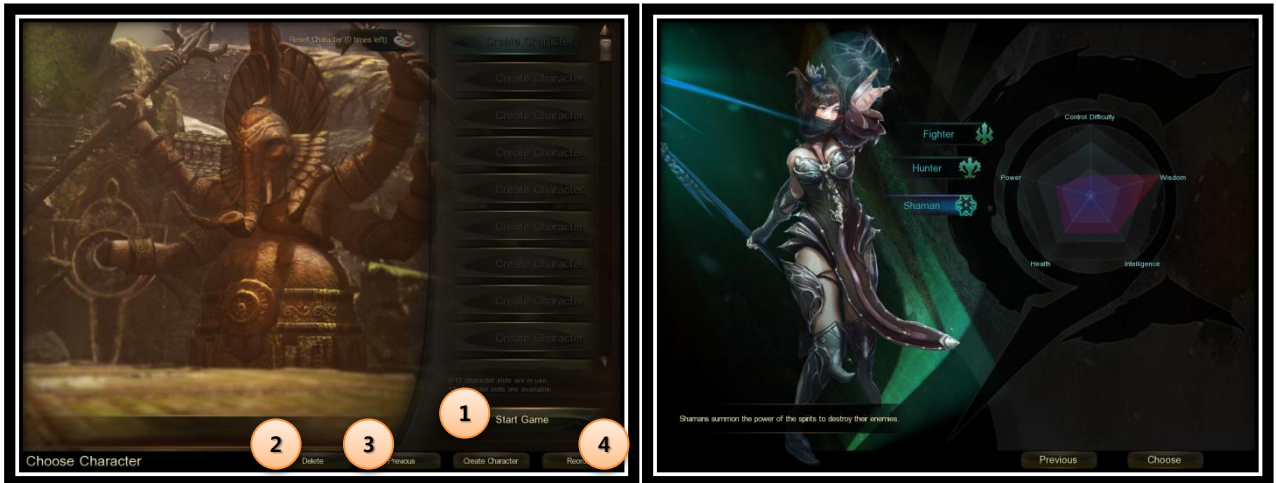 Reset Character (0 times left)
Create Character
Create Character
Create Character
Create Character
Create Character
Create Character
Create Character
Create Character
Create Character
0/12 character slots are in use.
character slots are available.
1
Start Game
2
3
4
Choose Character
Delete
Previous
Create Character
Control Difficulty
Fighter
Hunter
Power
Wisdom
Shaman
Health
Intelligence
Shamans summon the power of the spirits to destroy their enemies.
Previous
Choose